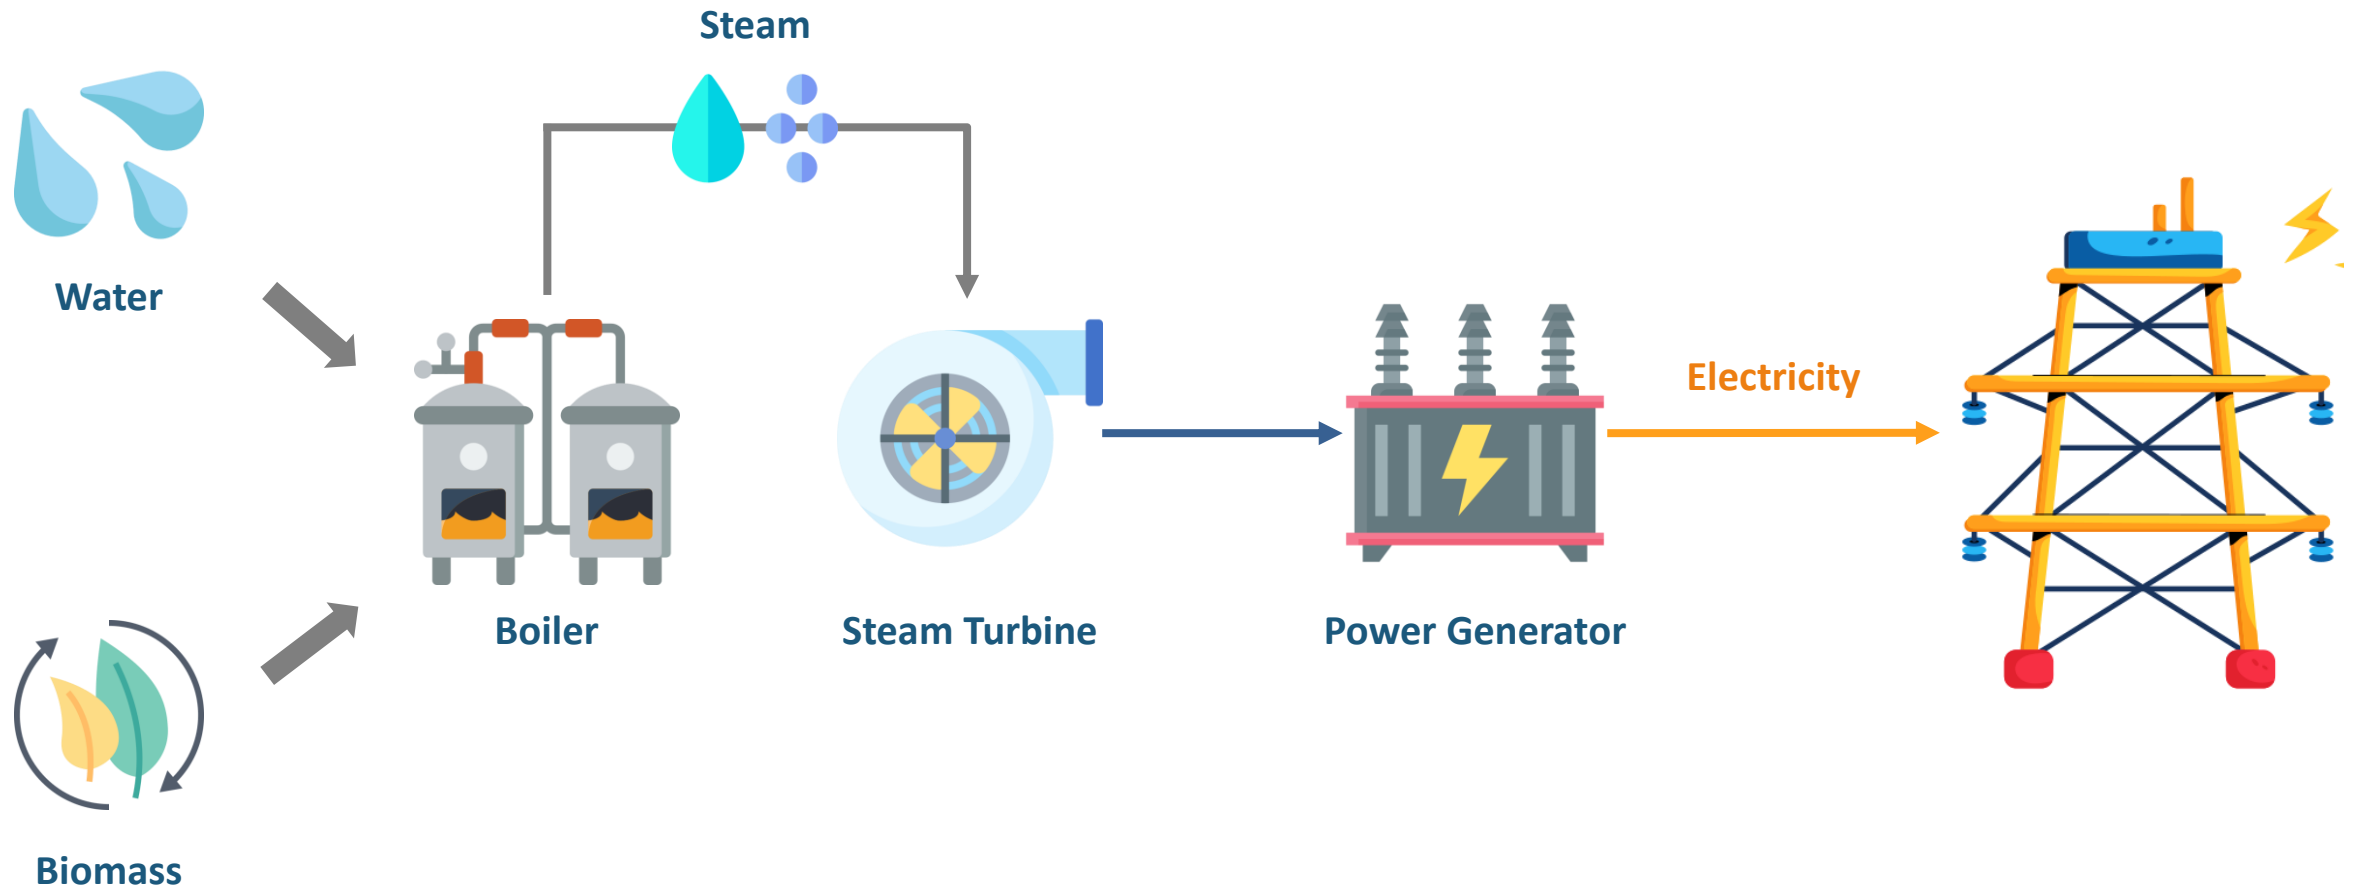 Steam
Water
Electricity
Boiler
Steam Turbine
Power Generator
Biomass